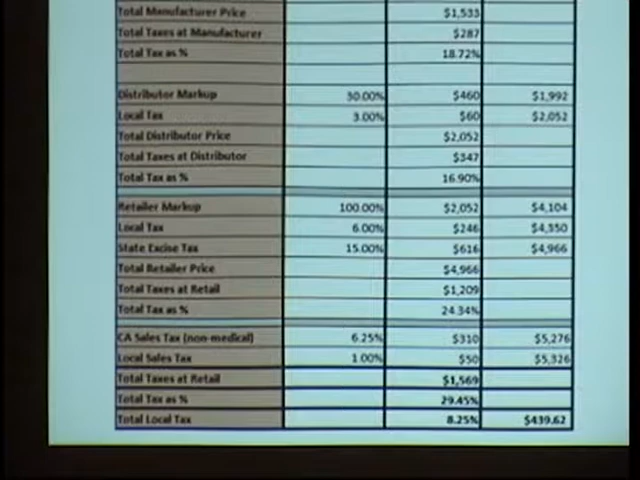 Total Manufacturer Price $1,533
Total Taxes at Manufacturer $287
Total Tax as % 18.72%
Distributor Markup 30.00% $460 $1,992
Local Tax 3.00% $60 $2,052
Total Distributor Price $2,052
Total Taxes at Distributor $347
Total Tax as % 16.90%
Retailer Markup 100.00% $2,052 $4,104
Local Tax 6.00% $246 $4,350
State Excise Tax 15.00% $616 $4,966
Total Retailer Price $4,966
Total Taxes at Retail $1,209
Total Tax as % 24.34%
CA Sales Tax (non-medical) 6.25% $310 $5,276
Local Sales Tax 1.00% $50 $5,326
Total Taxes at Retail $1,569
Total Tax as % 29.45%
Total Local Tax 8.25% $439.62